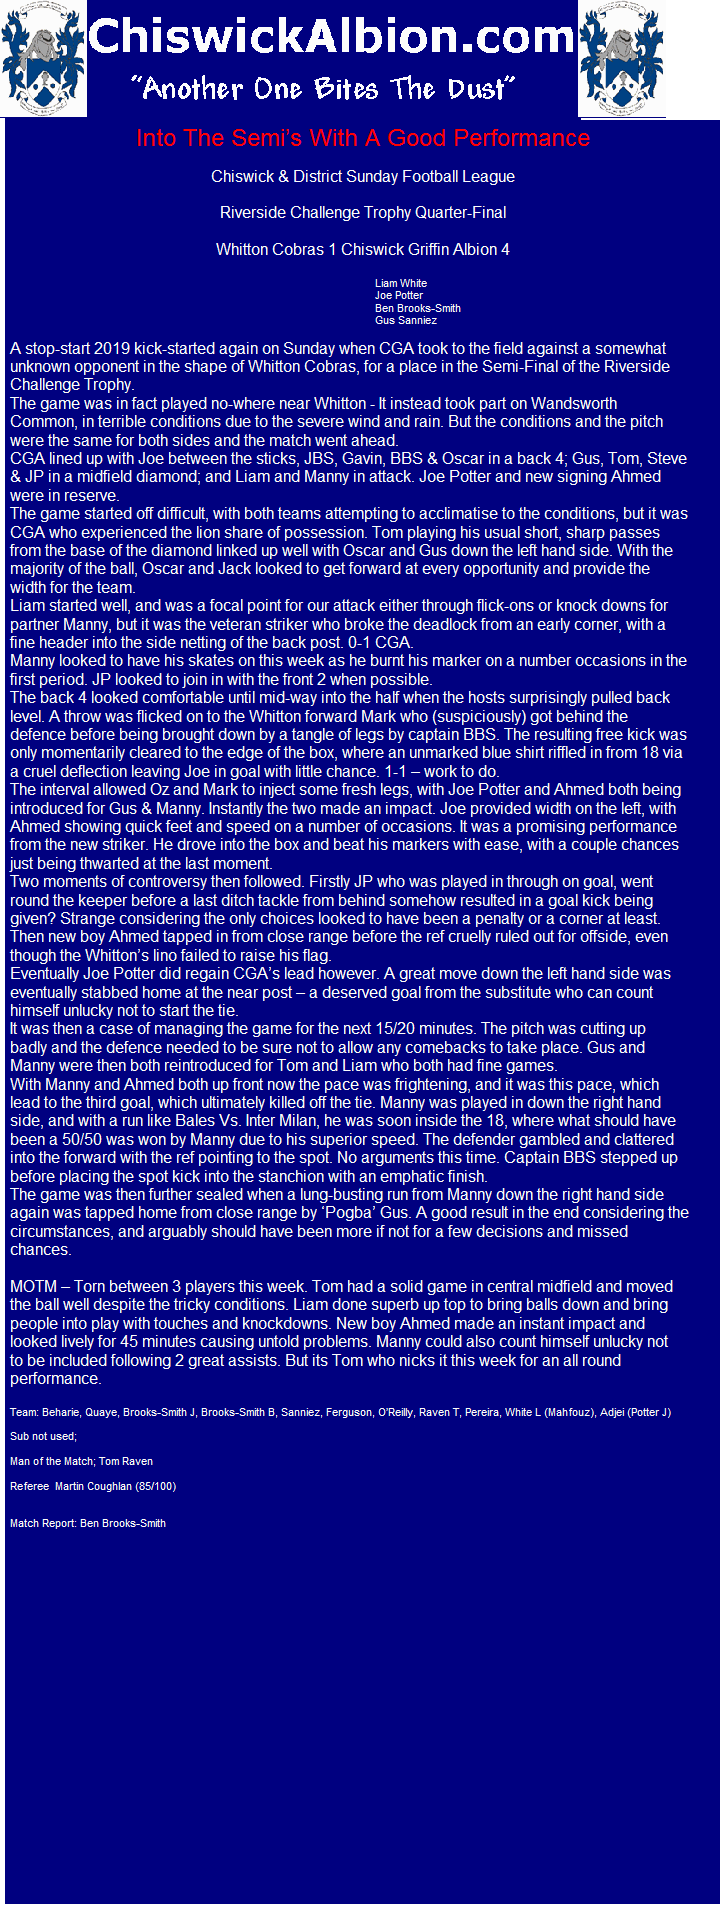 ChiswickAlbion.com
"Another One Bites The Dust"
Into The Semi's With A Good Performance
Chiswick & District Sunday Football League
Riverside Challenge Trophy Quarter-Final
Whitton Cobras 1 Chiswick Griffin Albion 4
Liam White
Joe Potter
Ben Brooks-Smith
Gus Sanniez
A stop-start 2019 kick-started again on Sunday when CGA took to the field against a somewhat
unknown opponent in the shape of Whitton Cobras, for a place in the Semi-Final of the Riverside
Challenge Trophy.
The game was in fact played no-where near Whitton - It instead took part on Wandsworth
Common, in terrible conditions due to the severe wind and rain. But the conditions and the pitch
were the same for both sides and the match went ahead.
CGA lined up with Joe between the sticks, JBS, Gavin, BBS & Oscar in a back 4; Gus, Tom, Steve
& JP in a midfield diamond; and Liam and Manny in attack. Joe Potter and new signing Ahmed
were in reserve.
The game started off difficult, with both teams attempting to acclimatise to the conditions, but it was
CGA who experienced the lion share of possession. Tom playing his usual short, sharp passes
from the base of the diamond linked up well with Oscar and Gus down the left hand side. With the
majority of the ball, Oscar and Jack looked to get forward at every opportunity and provide the
width for the team.
Liam started well, and was a focal point for our attack either through flick-ons or knock downs for
partner Manny, but it was the veteran striker who broke the deadlock from an early corner, with a
fine header into the side netting of the back post. 0-1 CGA.
Manny looked to have his skates on this week as he burnt his marker on a number occasions in the
first period. JP looked to join in with the front 2 when possible.
The back 4 looked comfortable until mid-way into the half when the hosts surprisingly pulled back
level. A throw was flicked on to the Whitton forward Mark who (suspiciously) got behind the
defence before being brought down by a tangle of legs by captain BBS. The resulting free kick was
only momentarily cleared to the edge of the box, where an unmarked blue shirt riffled in from 18 via
a cruel deflection leaving Joe in goal with little chance. 1-1 – work to do.
The interval allowed Oz and Mark to inject some fresh legs, with Joe Potter and Ahmed both being
introduced for Gus & Manny. Instantly the two made an impact. Joe provided width on the left, with
Ahmed showing quick feet and speed on a number of occasions. It was a promising performance
from the new striker. He drove into the box and beat his markers with ease, with a couple chances
just being thwarted at the last moment.
Two moments of controversy then followed. Firstly JP who was played in through on goal, went
round the keeper before a last ditch tackle from behind somehow resulted in a goal kick being
given? Strange considering the only choices looked to have been a penalty or a corner at least.
Then new boy Ahmed tapped in from close range before the ref cruelly ruled out for offside, even
though the Whitton's lino failed to raise his flag.
Eventually Joe Potter did regain CGA's lead however. A great move down the left hand side was
eventually stabbed home at the near post – a deserved goal from the substitute who can count
himself unlucky not to start the tie.
It was then a case of managing the game for the next 15/20 minutes. The pitch was cutting up
badly and the defence needed to be sure not to allow any comebacks to take place. Gus and
Manny were then both reintroduced for Tom and Liam who both had fine games.
With Manny and Ahmed both up front now the pace was frightening, and it was this pace, which
lead to the third goal, which ultimately killed off the tie. Manny was played in down the right hand
side, and with a run like Bales Vs. Inter Milan, he was soon inside the 18, where what should have
been a 50/50 was won by Manny due to his superior speed. The defender gambled and clattered
into the forward with the ref pointing to the spot. No arguments this time. Captain BBS stepped up
before placing the spot kick into the stanchion with an emphatic finish.
The game was then further sealed when a lung-busting run from Manny down the right hand side
again was tapped home from close range by 'Pogba' Gus. A good result in the end considering the
circumstances, and arguably should have been more if not for a few decisions and missed
chances.
MOTM – Torn between 3 players this week. Tom had a solid game in central midfield and moved
the ball well despite the tricky conditions. Liam done superb up top to bring balls down and bring
people into play with touches and knockdowns. New boy Ahmed made an instant impact and
looked lively for 45 minutes causing untold problems. Manny could also count himself unlucky not
to be included following 2 great assists. But its Tom who nicks it this week for an all round
performance.
Team: Beharie, Quaye, Brooks-Smith J, Brooks-Smith B, Sanniez, Ferguson, O'Reilly, Raven T, Pereira, White L (Mahfouz), Adjei (Potter J)
Sub not used;
Man of the Match; Tom Raven
Referee  Martin Coughlan (85/100)
Match Report: Ben Brooks-Smith